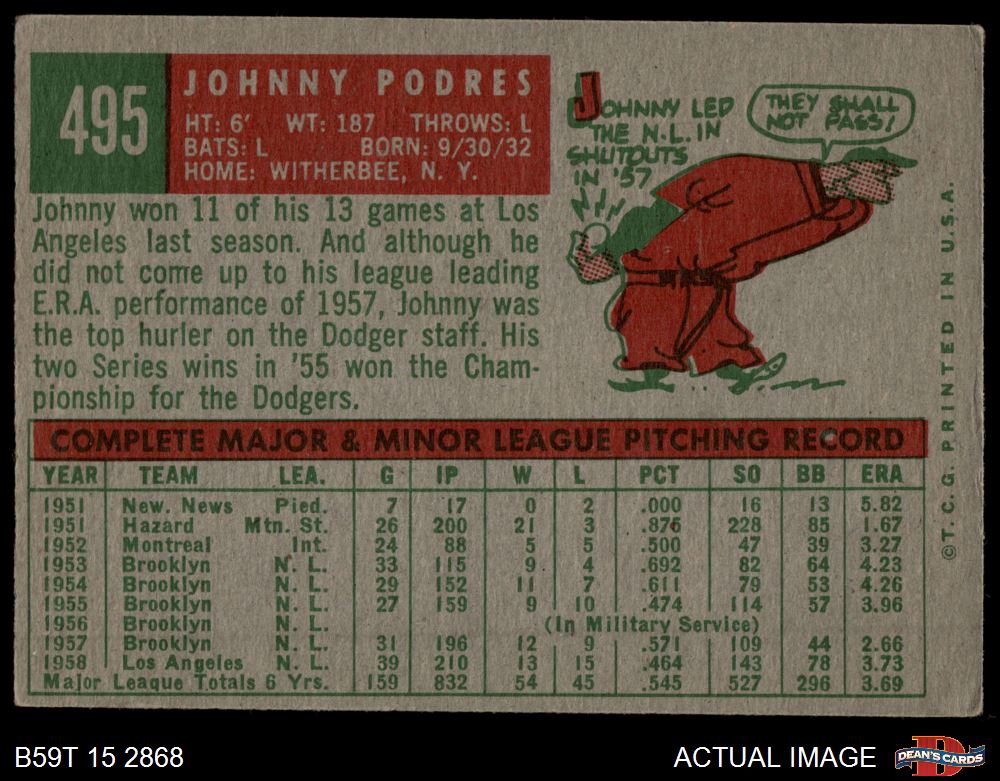 495
JOHNNY PODRES
HT: 6' WT: 187 THROWS: L
BATS: L BORN: 9/30/32
HOME: WITHERBEE, N. Y.
Johnny won 11 of his 13 games at Los
Angeles last season. And although he
did not come up to his league leading
E.R.A. performance of 1957, Johnny was
the top hurler on the Dodger staff. His
two Series wins in '55 won the Cham-
pionship for the Dodgers.
JOHNNY LED
THE N.L. IN
SHUTOUTS
IN '57
THEY SHALL
NOT PASS!
COMPLETE MAJOR & MINOR LEAGUE PITCHING RECORD
YEAR TEAM LEA. G IP W L PCT SO BB ERA
1951 New. News Pied. 7 17 0 2 .000 16 13 5.82
1951 Hazard Mtn. St. 26 200 21 3 .876 228 85 1.67
1952 Montreal Int. 24 88 5 5 .500 47 39 3.27
1953 Brooklyn N. L. 33 115 9 4 .692 82 64 4.23
1954 Brooklyn N. L. 29 152 11 7 .611 79 53 4.26
1955 Brooklyn N. L. 27 159 9 10 .474 114 57 3.96
1956 Brooklyn N. L. (In Military Service)
1957 Brooklyn N. L. 31 196 12 9 .571 109 44 2.66
1958 Los Angeles N. L. 39 210 13 15 .464 143 78 3.73
Major League Totals 6 Yrs. 159 832 54 45 .545 527 296 3.69
©T. C. G. PRINTED IN U.S.A.
B59T 15 2868
ACTUAL IMAGE
D
DEAN'S CARDS